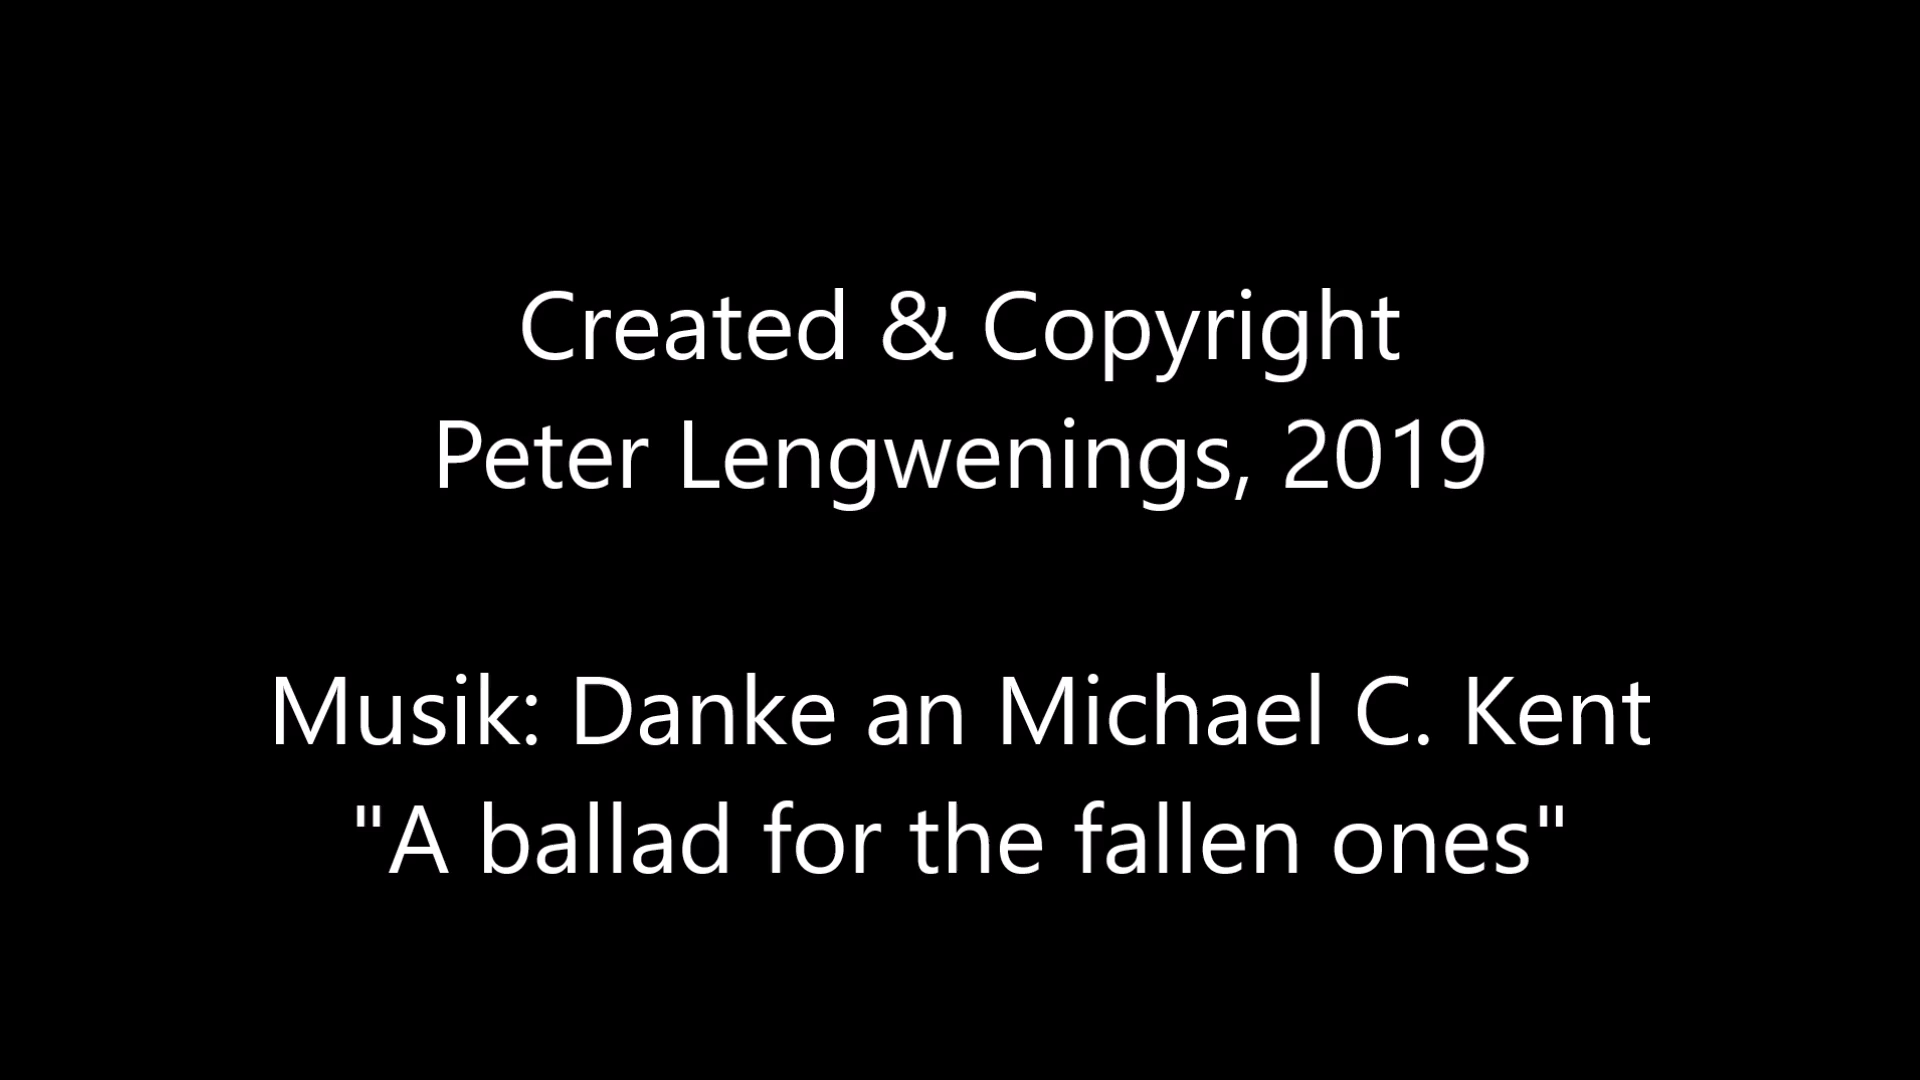 Created & Copyright
Peter Lengwenings, 2019
Musik: Danke an Michael C. Kent
"A ballad for the fallen ones"